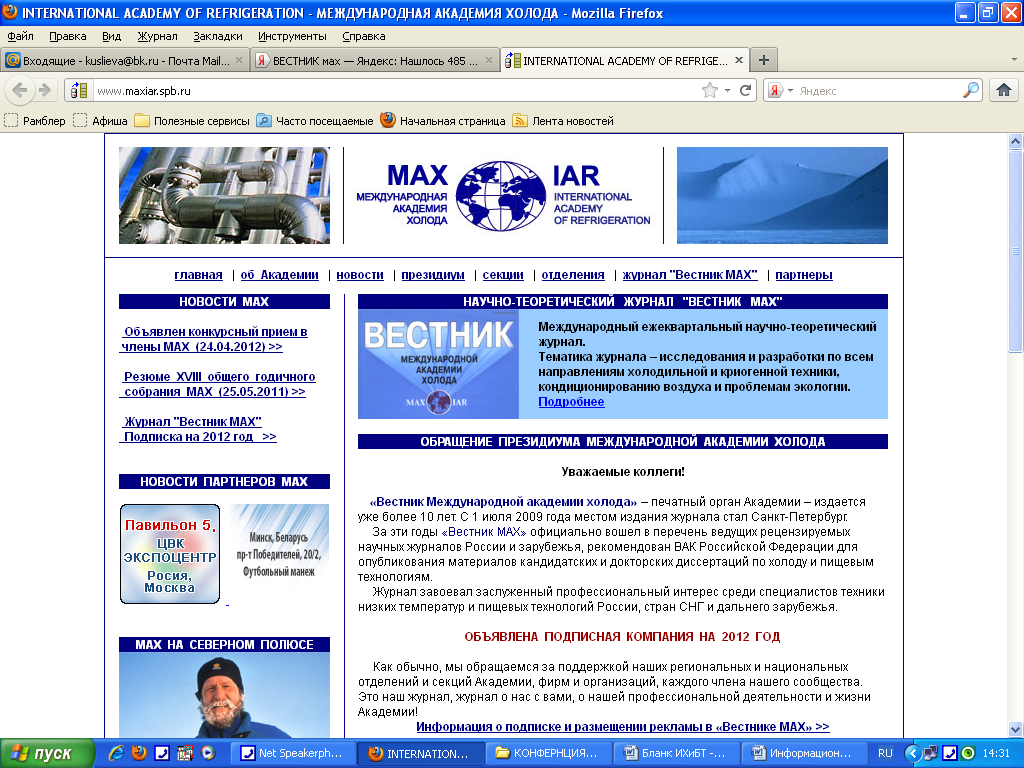 INTERNATIONAL ACADEMY OF REFRIGERATION - МЕЖДУНАРОДНАЯ АКАДЕМИЯ ХОЛОДА - Mozilla Firefox
Файл Правка Вид Журнал Закладки Инструменты Справка
Входящие - kuslieva@bk.ru - Почта Mail... ВЕСТНИК мах — Яндекс: Нашлось 485 ... INTERNATIONAL ACADEMY OF REFRIGE...
www.maxiar.spb.ru Яндекс
Рамблер Афиша Полезные сервисы Часто посещаемые Начальная страница Лента новостей
МАХ
МЕЖДУНАРОДНАЯ
АКАДЕМИЯ
ХОЛОДА
IAR
INTERNATIONAL
ACADEMY
OF REFRIGERATION
главная | об Академии | новости | президиум | секции | отделения | журнал "Вестник МАХ" | партнеры
НОВОСТИ МАХ
Объявлен конкурсный прием в
члены МАХ (24.04.2012) >>
Резюме XVIII общего годичного
собрания МАХ (25.05.2011) >>
Журнал "Вестник МАХ"
Подписка на 2012 год >>
НОВОСТИ ПАРТНЕРОВ МАХ
Павильон 5,
ЦВК
ЭКСПОЦЕНТР
Росия,
Москва
Минск, Беларусь
пр-т Победителей, 20/2,
Футбольный манеж
МАХ НА СЕВЕРНОМ ПОЛЮСЕ
НАУЧНО-ТЕОРЕТИЧЕСКИЙ ЖУРНАЛ "ВЕСТНИК МАХ"
ВЕСТНИК
МЕЖДУНАРОДНОЙ
АКАДЕМИИ
ХОЛОДА
МАХ IAR
Международный ежеквартальный научно-теоретический
журнал.
Тематика журнала – исследования и разработки по всем
направлениям холодильной и криогенной техники,
кондиционированию воздуха и проблемам экологии.
Подробнее
ОБРАЩЕНИЕ ПРЕЗИДИУМА МЕЖДУНАРОДНОЙ АКАДЕМИИ ХОЛОДА
Уважаемые коллеги!
«Вестник Международной академии холода» – печатный орган Академии – издается
уже более 10 лет. С 1 июля 2009 года местом издания журнала стал Санкт-Петербург.
За эти годы «Вестник МАХ» официально вошел в перечень ведущих рецензируемых
научных журналов России и зарубежья, рекомендован ВАК Российской Федерации для
опубликования материалов кандидатских и докторских диссертаций по холоду и пищевым
технологиям.
Журнал завоевал заслуженный профессиональный интерес среди специалистов техники
низких температур и пищевых технологий России, стран СНГ и дальнего зарубежья.
ОБЪЯВЛЕНА ПОДПИСНАЯ КОМПАНИЯ НА 2012 ГОД
Как обычно, мы обращаемся за поддержкой наших региональных и национальных
отделений и секций Академии, фирм и организаций, каждого члена нашего сообщества.
Это наш журнал, журнал о нас с вами, о нашей профессиональной деятельности и жизни
Академии!
Информация о подписке и размещении рекламы в «Вестнике МАХ» >>
пуск Net Speakerph... INTERNATION... КОНФЕРНЦИЯ... Бланк ИХиБТ -... Информацион... RU 14:31